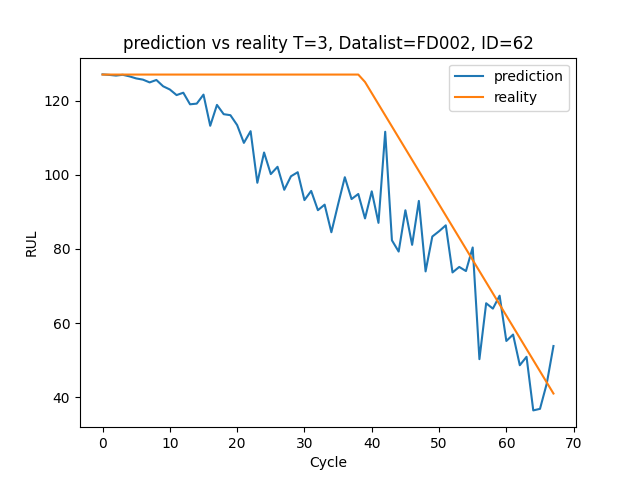 prediction vs reality T=3, Datalist=FD002, ID=62
prediction
reality
RUL
120
100
80
60
40
0 10 20 30 40 50 60 70
Cycle